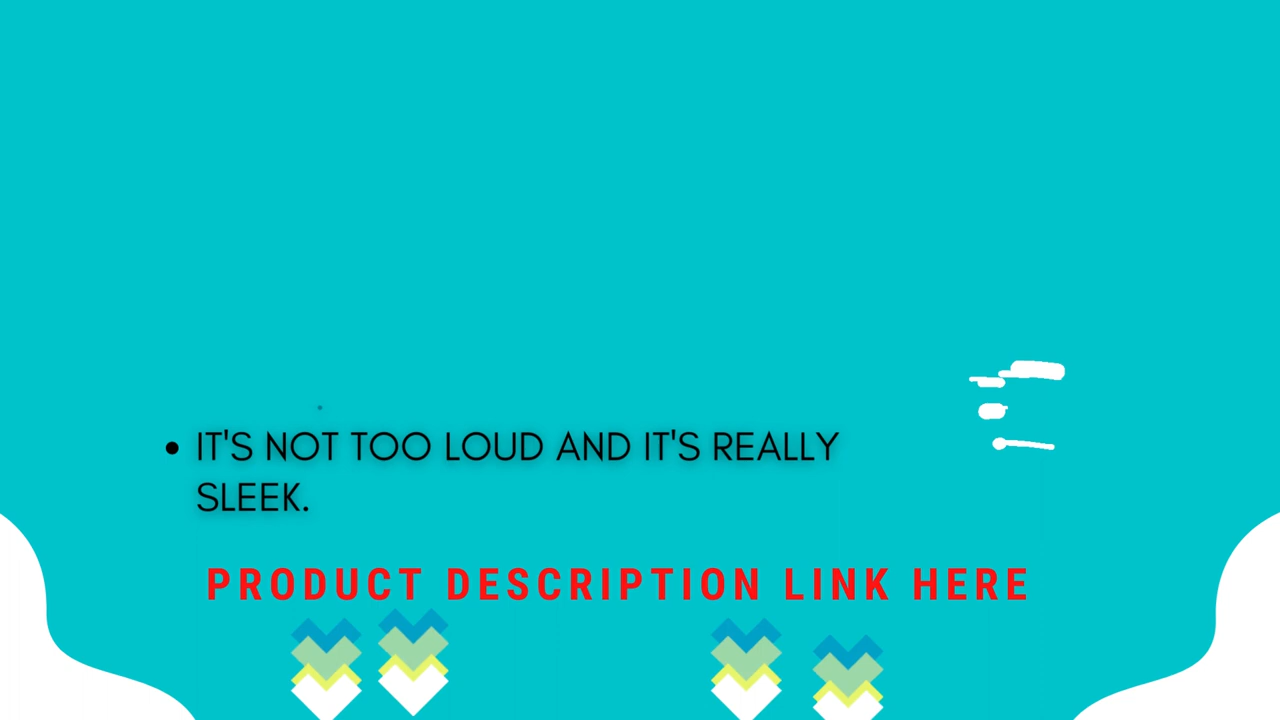 IT'S NOT TOO LOUD AND IT'S REALLY
SLEEK.
PRODUCT DESCRIPTION LINK HERE